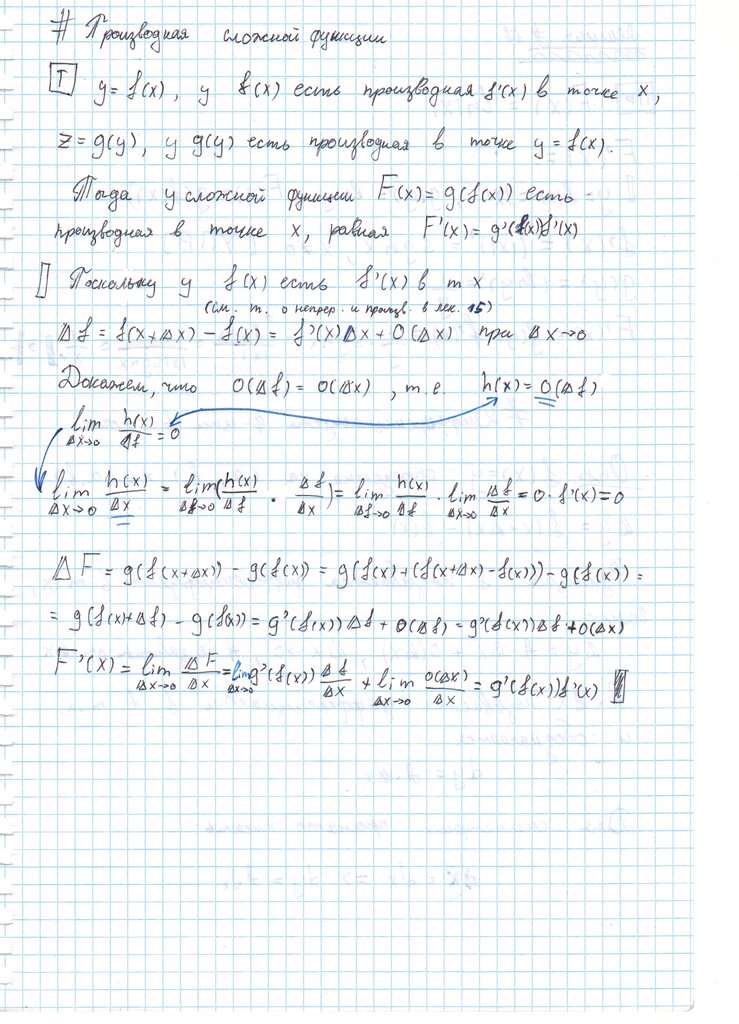 # Производная сложной функции
T y = f(x), у f(x) есть производная f'(x) в точке x,
z = g(y), у g(y) есть производная в точке y = f(x).
Тогда у сложной функции F(x) = g(f(x)) есть
производная в точке x, равная F'(x) = g'(f(x))f'(x)
[] Поскольку у f(x) есть f'(x) в т x
(см. т. о непрер. и произв. в лек. 15)
Δf = f(x+Δx) - f(x) = f'(x)Δx + O(Δx) при Δx→0
Докажем, что O(Δf) = O(Δx), т.е. h(x) = O(Δf)
lim Δx→0 h(x)/Δf = 0
lim Δx→0 h(x)/Δx = lim Δf→0 (h(x)/Δf · Δf/Δx) = lim Δf→0 h(x)/Δf · lim Δx→0 Δf/Δx = 0 · f'(x) = 0
ΔF = g(f(x+Δx)) - g(f(x)) = g(f(x)+(f(x+Δx)-f(x))) - g(f(x)) =
= g(f(x)+Δf) - g(f(x)) = g'(f(x))Δf + O(Δf) = g'(f(x))Δf + O(Δx)
F'(x) = lim Δx→0 ΔF/Δx = lim Δx→0 g'(f(x)) Δf/Δx + lim Δx→0 O(Δx)/Δx = g'(f(x))f'(x)